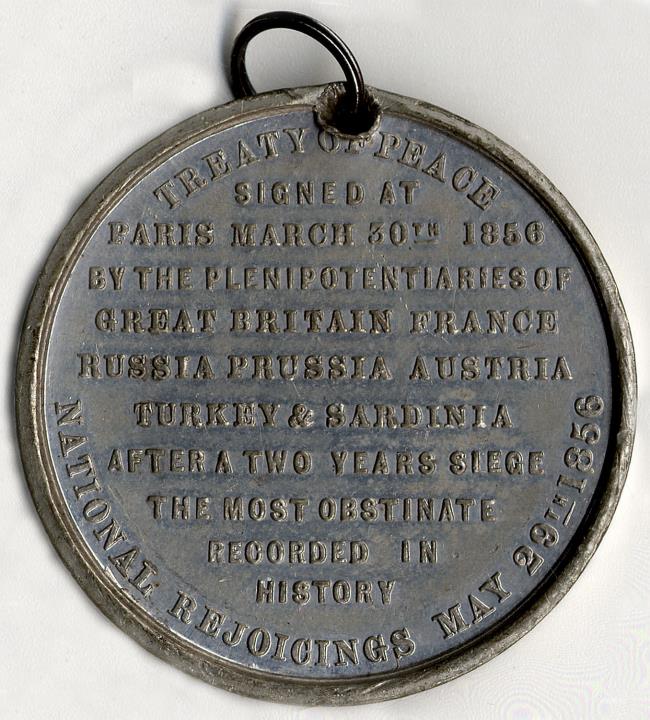 TREATY OF PEACE
SIGNED AT
PARIS MARCH 30TH 1856
BY THE PLENIPOTENTIARIES OF
GREAT BRITAIN FRANCE
RUSSIA PRUSSIA AUSTRIA
TURKEY & SARDINIA
AFTER A TWO YEARS SIEGE
THE MOST OBSTINATE
RECORDED IN
HISTORY
NATIONAL REJOICINGS MAY 29TH 1856